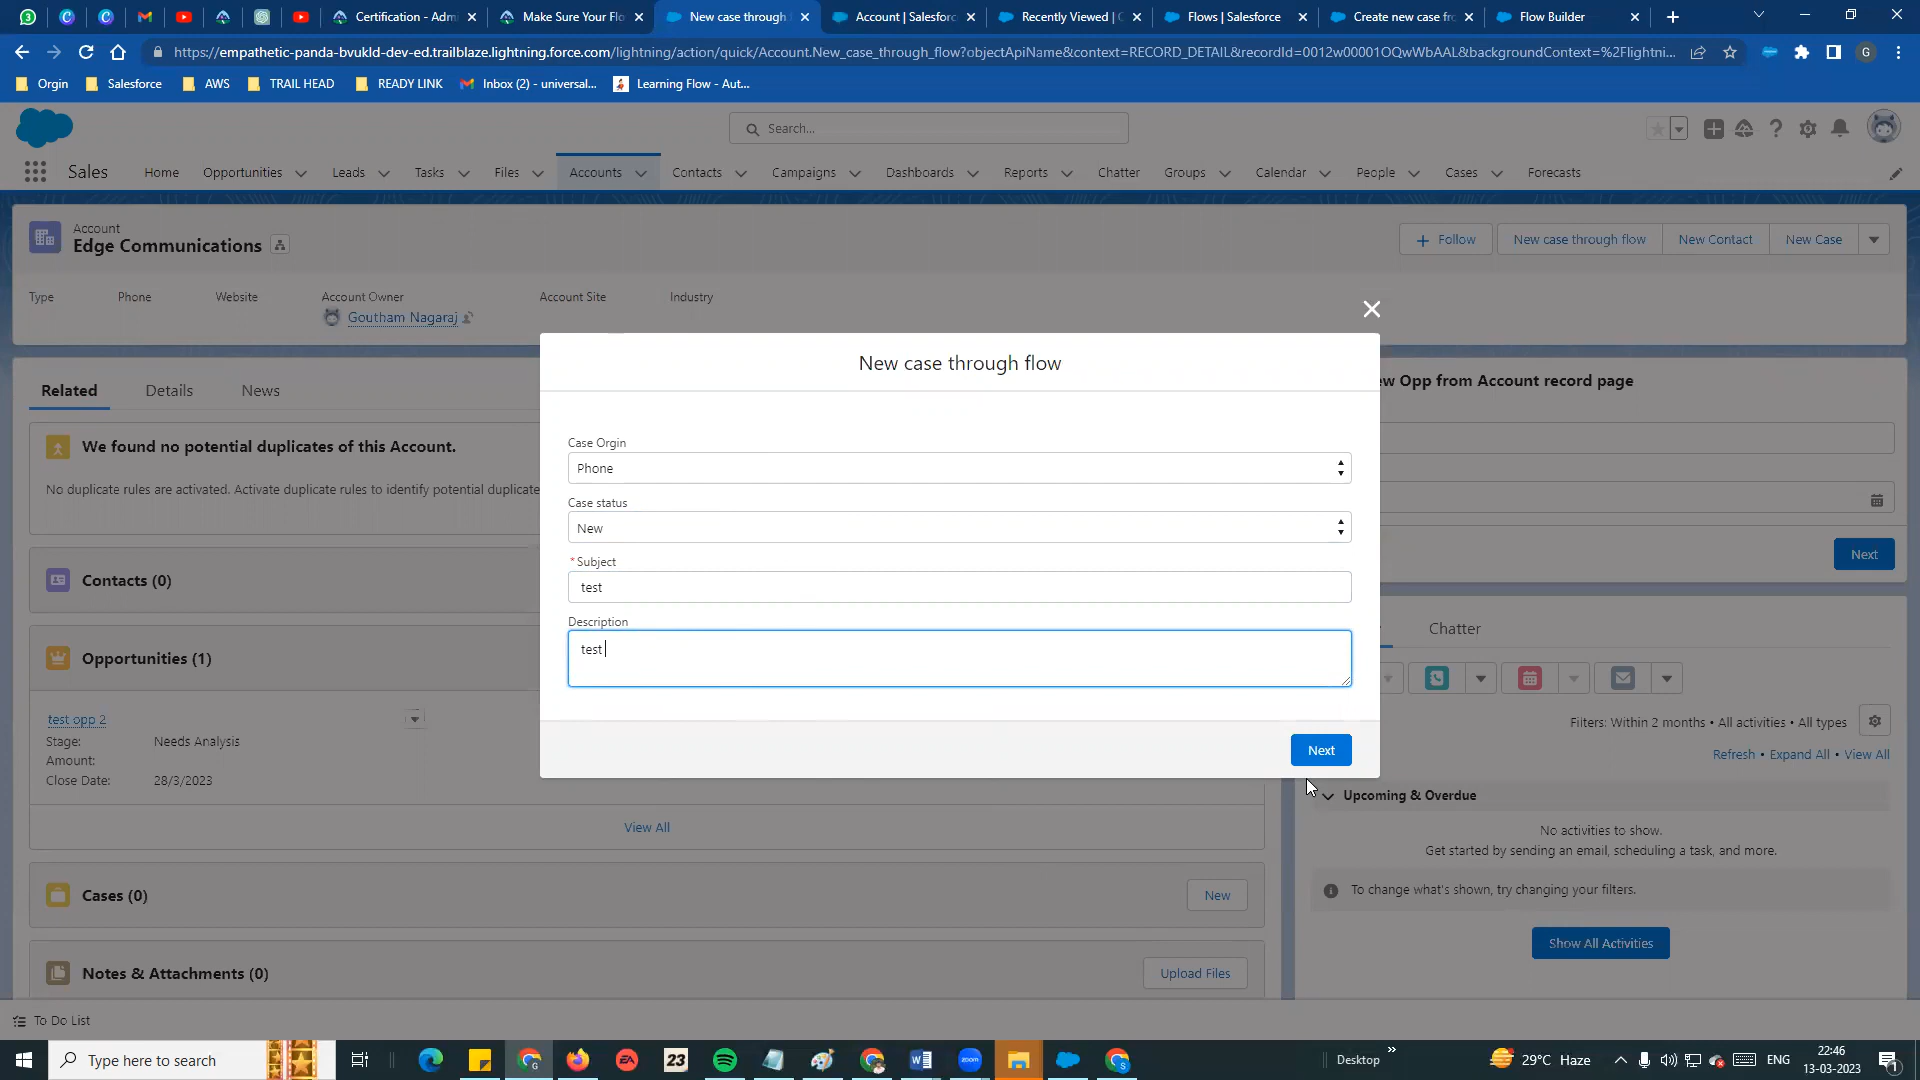 Certification - Adm
Make Sure Your Flo
New case through
Account | Salesforc
Recently Viewed | C
Flows | Salesforce
Create new case fro
Flow Builder
https://empathetic-panda-bvukld-dev-ed.trailblaze.lightning.force.com/lightning/action/quick/Account.New_case_through_flow?objectApiName&context=RECORD_DETAIL&recordId=0012w00001OQwWbAAL&backgroundContext=%2Flightni...
G
Orgin
Salesforce
AWS
TRAIL HEAD
READY LINK
Inbox (2) - universal...
Learning Flow - Aut...
Search...
Sales
Home
Opportunities
Leads
Tasks
Files
Accounts
Contacts
Campaigns
Dashboards
Reports
Chatter
Groups
Calendar
People
Cases
Forecasts
Account
Edge Communications
+ Follow
New case through flow
New Contact
New Case
Type
Phone
Website
Account Owner
Account Site
Industry
Goutham Nagaraj
New case through flow
Case Orgin
Phone
Case status
New
*Subject
test
Description
test
Next
Related
Details
News
We found no potential duplicates of this Account.
No duplicate rules are activated. Activate duplicate rules to identify potential duplicate
Contacts (0)
Opportunities (1)
test opp 2
Stage:
Needs Analysis
Amount:
Close Date:
28/3/2023
View All
Cases (0)
New
Notes & Attachments (0)
Upload Files
w Opp from Account record page
Next
Chatter
Filters: Within 2 months • All activities • All types
Refresh • Expand All • View All
Upcoming & Overdue
No activities to show.
Get started by sending an email, scheduling a task, and more.
To change what's shown, try changing your filters.
Show All Activities
To Do List
Type here to search
23
Desktop
29°C Haze
ENG
22:46
13-03-2023